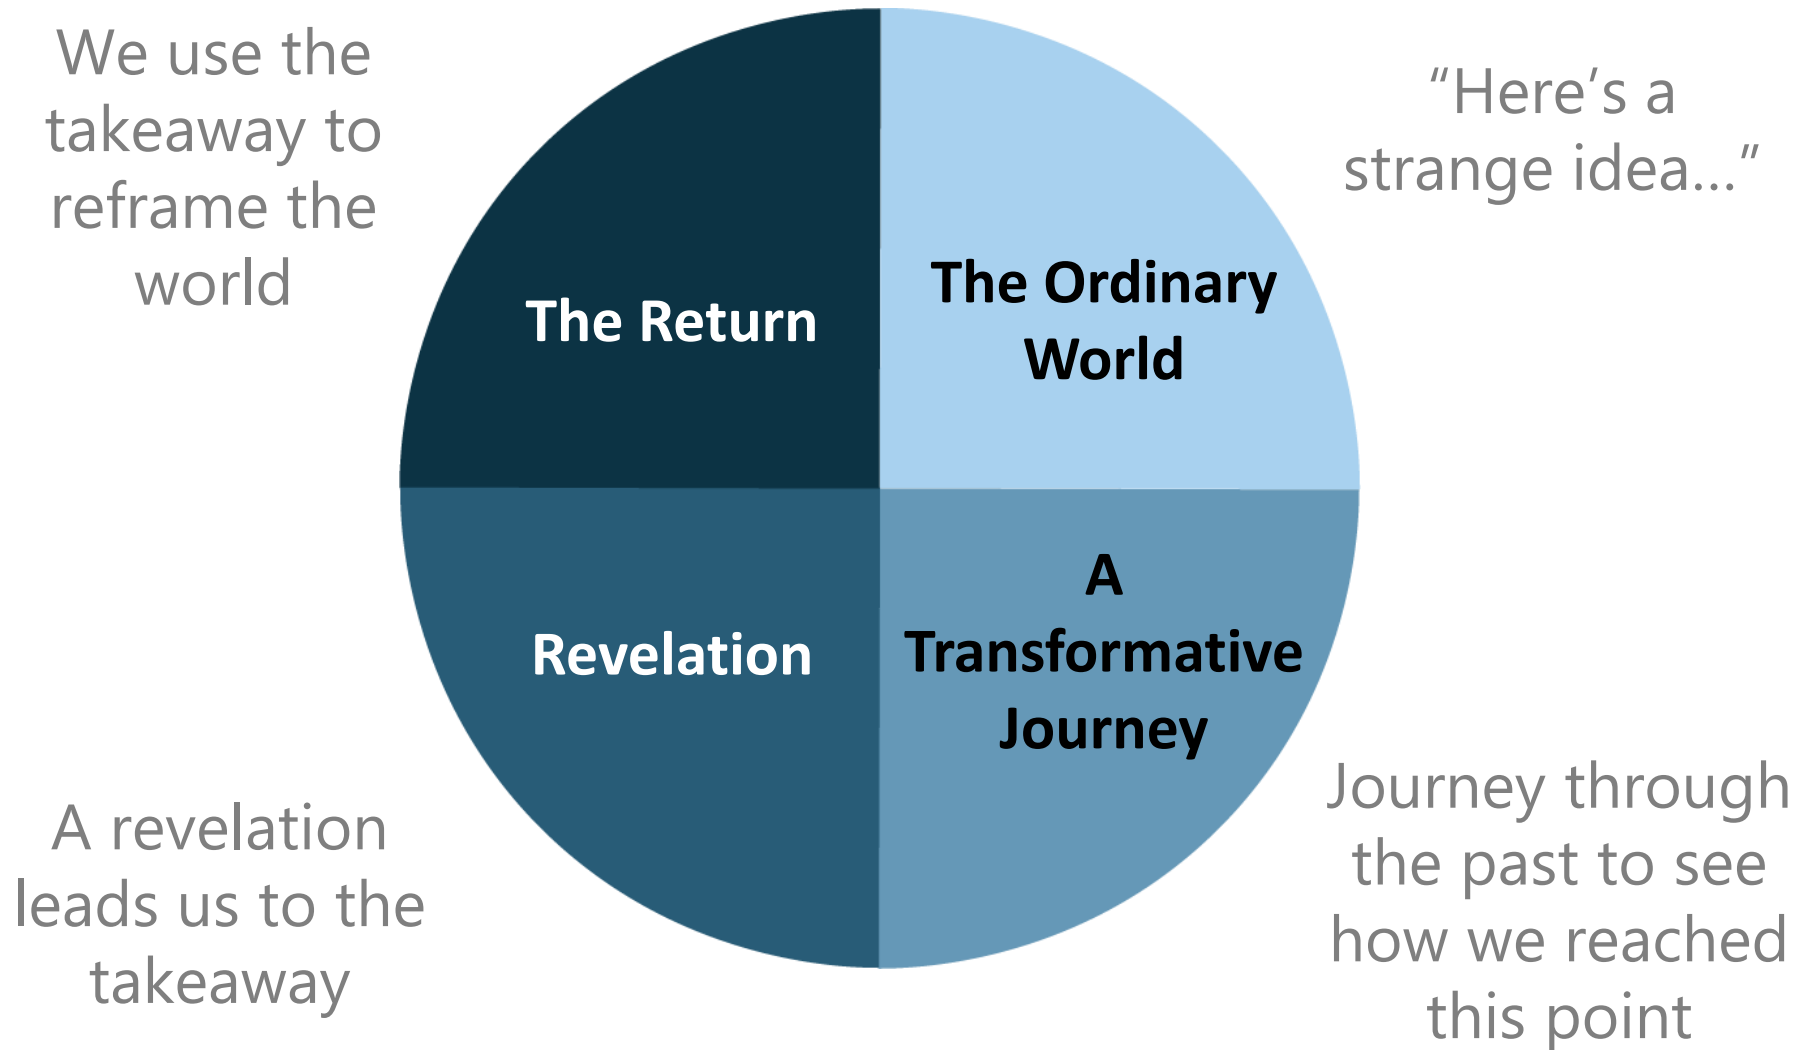 We use the
takeaway to
reframe the
world
“Here’s a
strange idea…”
The Return
The Ordinary
World
Revelation
A
Transformative
Journey
A revelation
leads us to the
takeaway
Journey through
the past to see
how we reached
this point